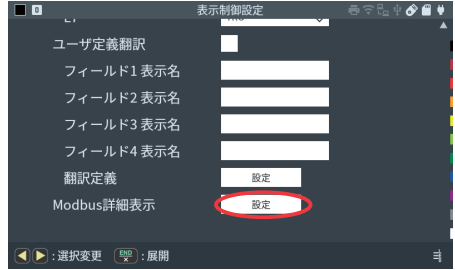 0 表示制御設定
ユーザ定義翻訳
フィールド1 表示名
フィールド2 表示名
フィールド3 表示名
フィールド4 表示名
翻訳定義 設定
Modbus詳細表示 設定
:選択変更 END :展開